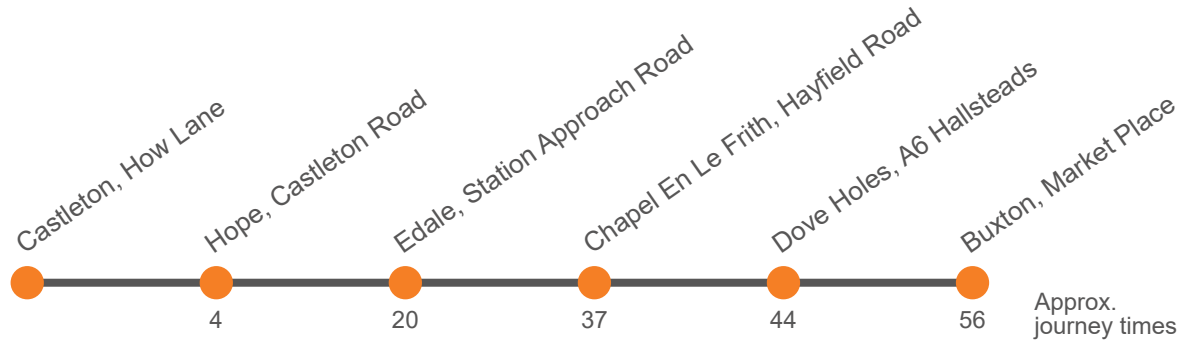 Castleton, How Lane
Hope, Castleton Road
Edale, Station Approach Road
Chapel En Le Frith, Hayfield Road
Dove Holes, A6 Hallsteads
Buxton, Market Place
4
20
37
44
56
Approx.
journey times